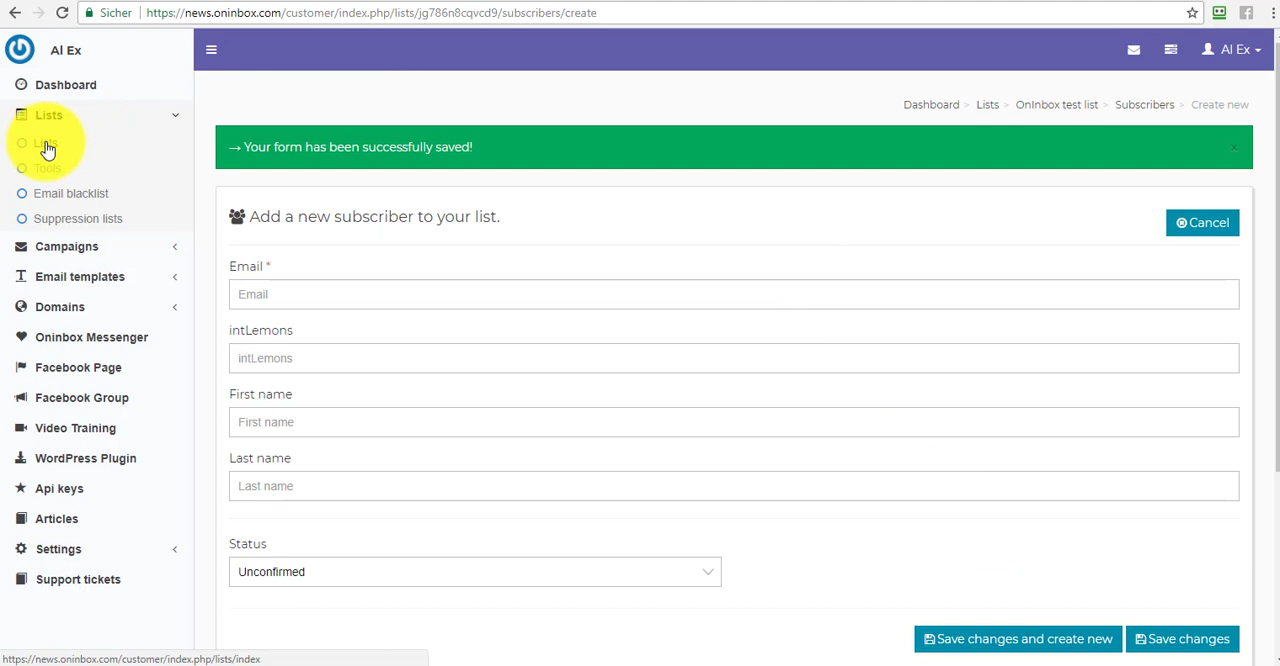 Sicher https://news.oninbox.com/customer/index.php/lists/jg786n8cqvcd9/subscribers/create
Al Ex
Al Ex
Dashboard
Lists
Lists
Tools
Email blacklist
Suppression lists
Campaigns
Email templates
Domains
Oninbox Messenger
Facebook Page
Facebook Group
Video Training
WordPress Plugin
Api keys
Articles
Settings
Support tickets
Dashboard > Lists > OnInbox test list > Subscribers > Create new
→ Your form has been successfully saved! ×
Add a new subscriber to your list.
Cancel
Email *
Email
intLemons
intLemons
First name
First name
Last name
Last name
Status
Unconfirmed
Save changes and create new
Save changes
https://news.oninbox.com/customer/index.php/lists/index